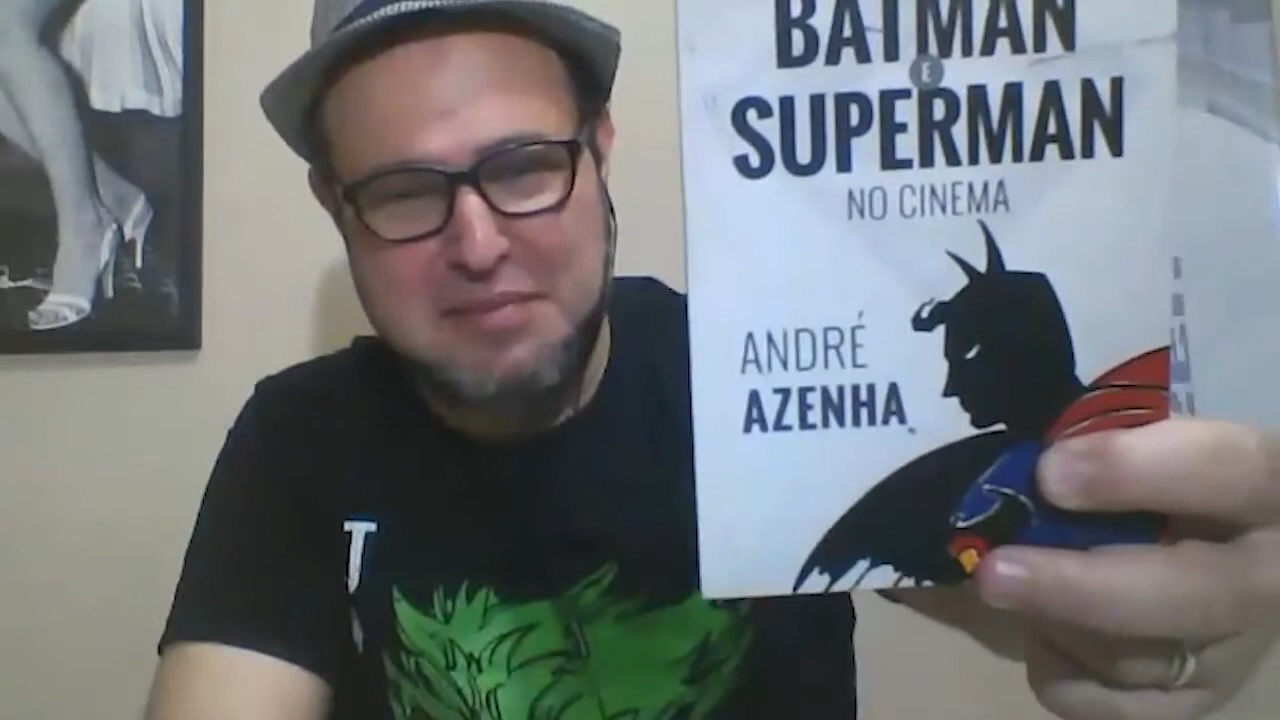 BATMAN
E
SUPERMAN
NO CINEMA
ANDRÉ
AZENHA
T